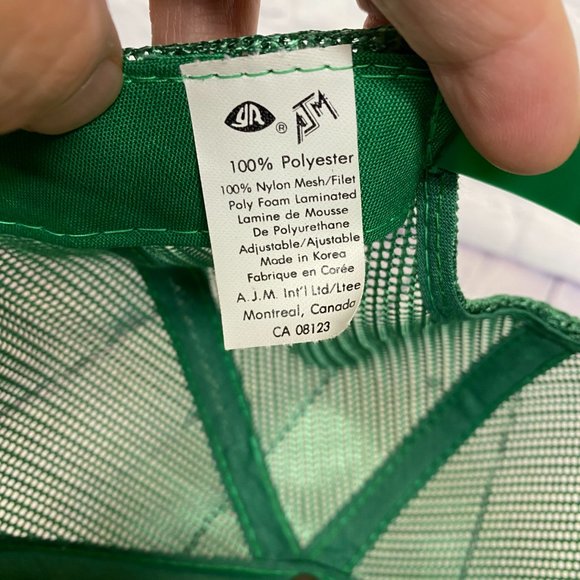 YA ® AJM
100% Polyester
100% Nylon Mesh/Filet
Poly Foam Laminated
Lamine de Mousse
De Polyurethane
Adjustable/Ajustable
Made in Korea
Fabrique en Corée
A.J.M. Int'l Ltd/Ltee
Montreal, Canada
CA 08123